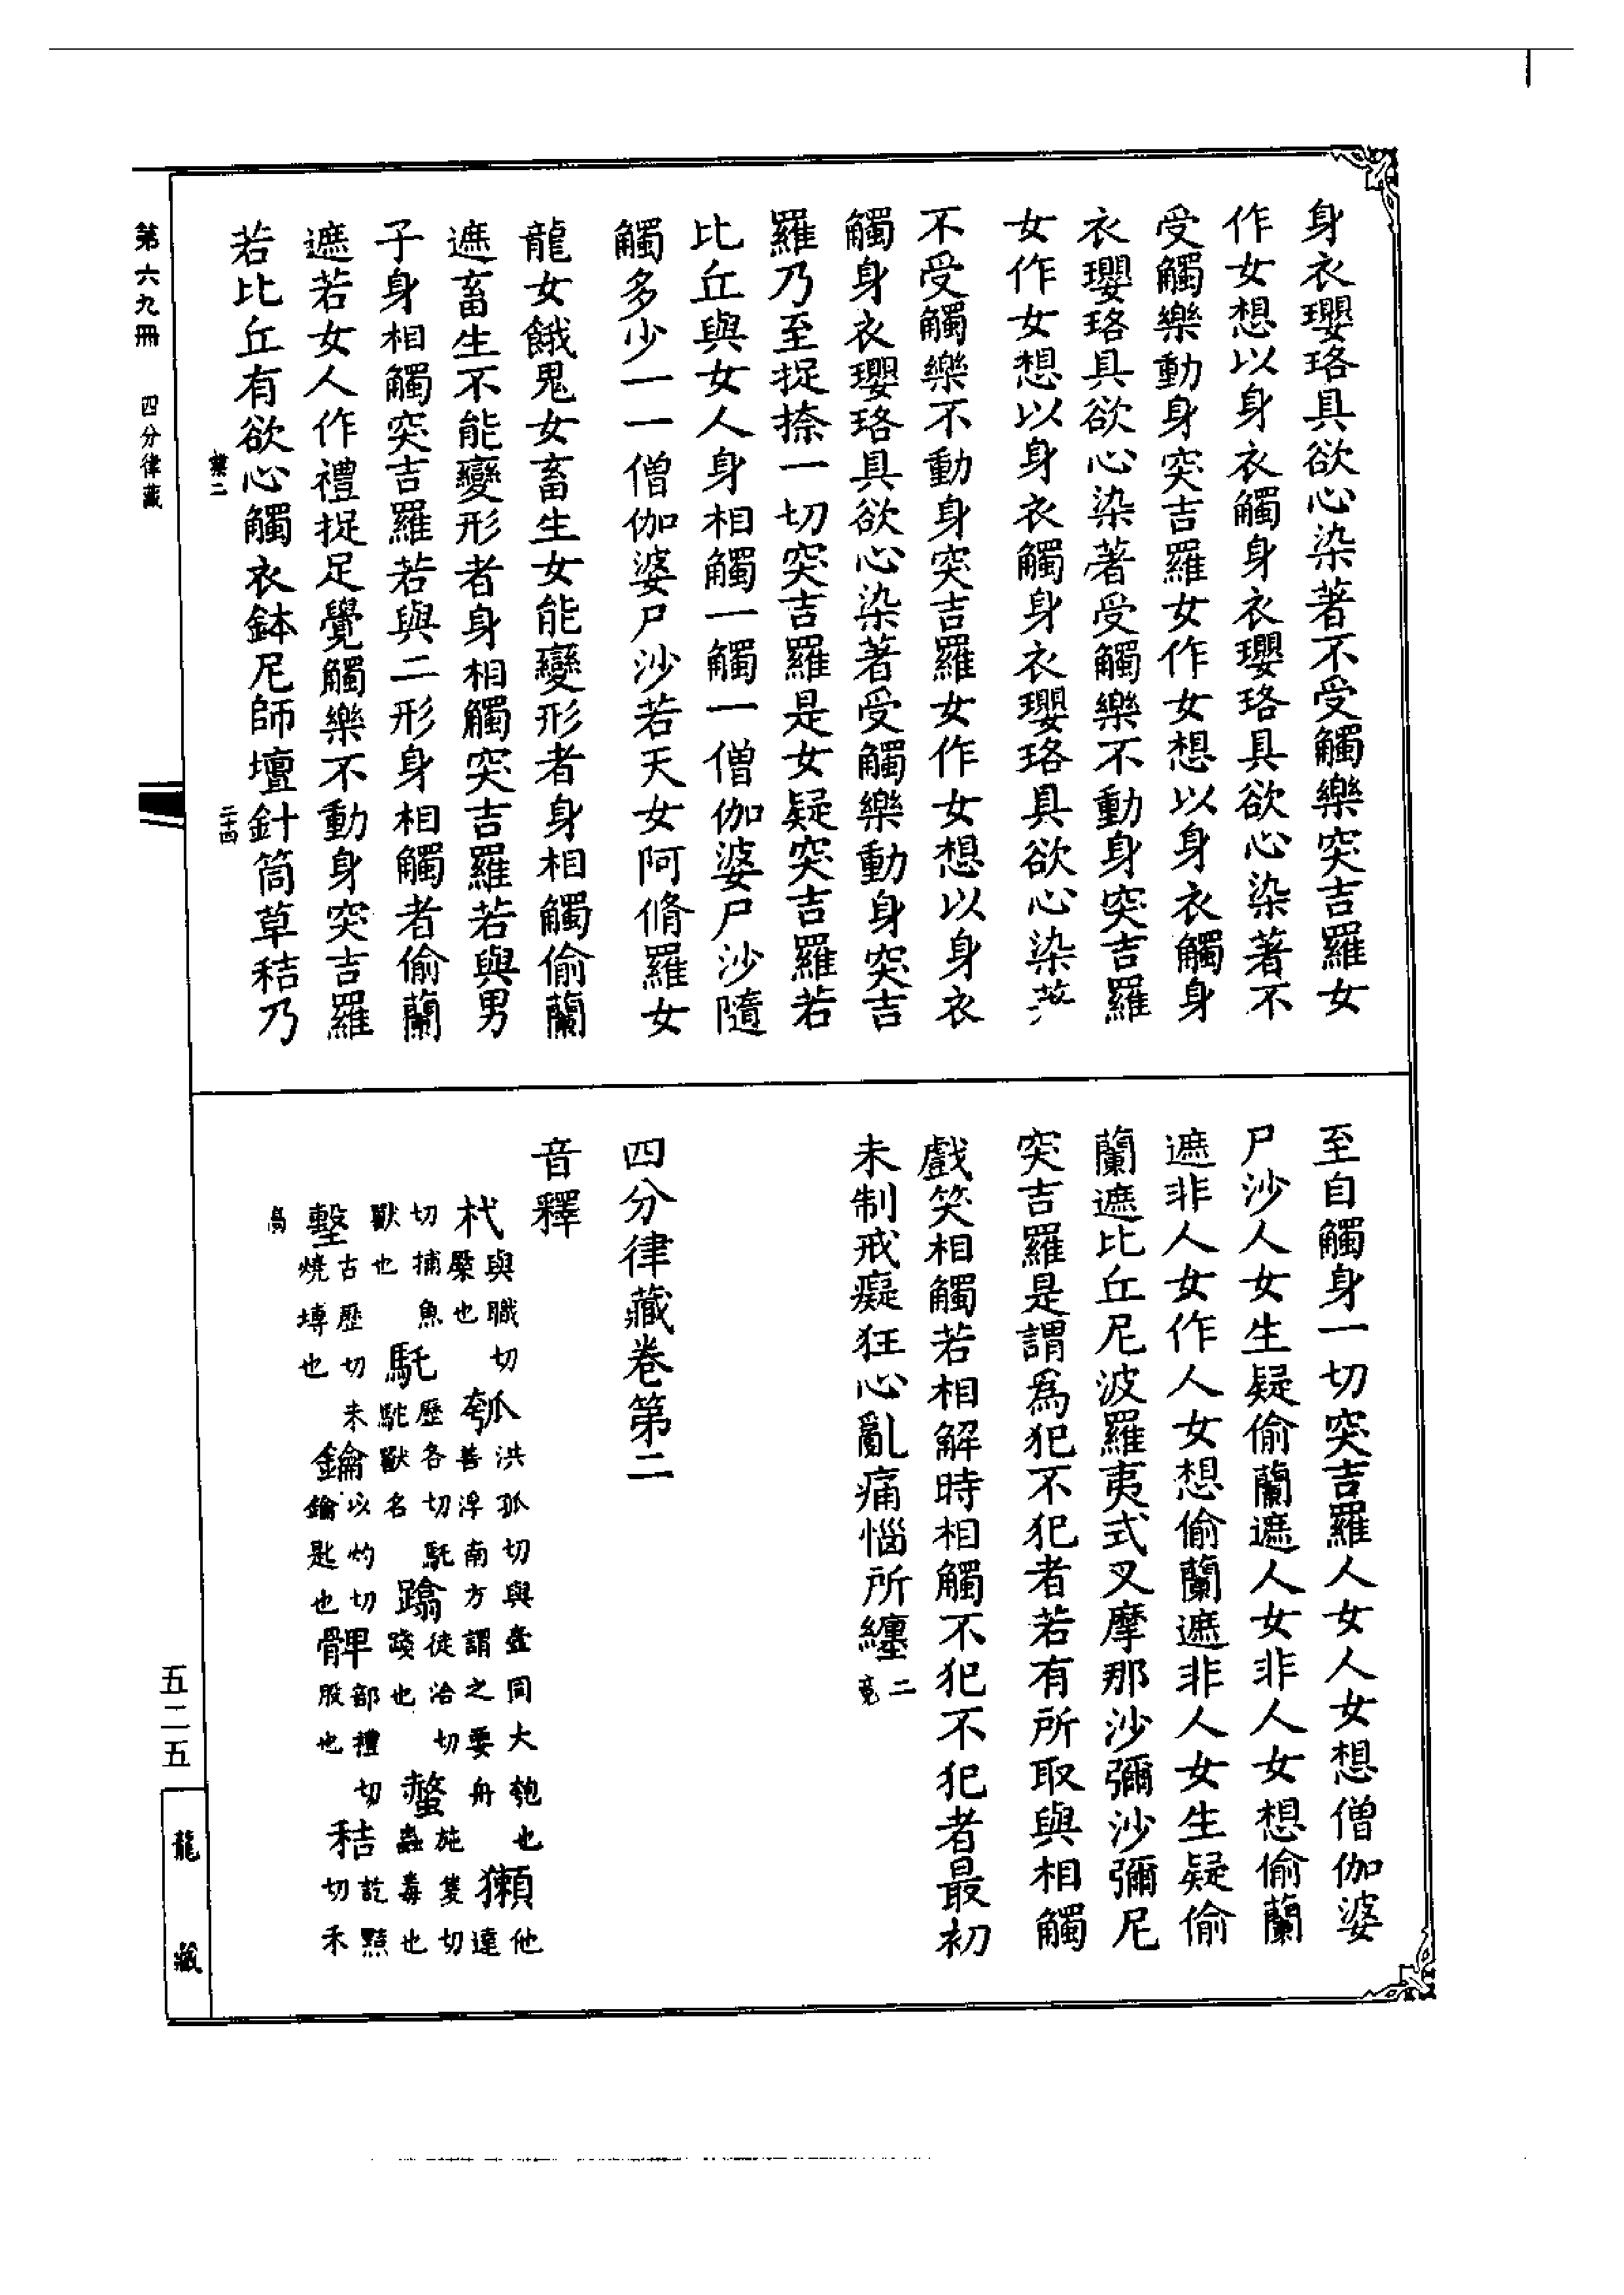 身衣瓔珞具欲心染著不受觸樂突吉羅女
作女想以身衣觸身衣瓔珞具欲心染著不
受觸樂動身突吉羅女作女想以身衣觸身
衣瓔珞具欲心染著受觸樂不動身突吉羅
女作女想以身衣觸身衣瓔珞具欲心染著
不受觸樂不動身突吉羅女作女想以身衣
觸身衣瓔珞具欲心染著受觸樂動身突吉
羅乃至捉捺一切突吉羅是女疑突吉羅若
比丘與女人身相觸一觸一僧伽婆尸沙隨
觸多少一一僧伽婆尸沙若天女阿脩羅女
龍女餓鬼女畜生女能變形者身相觸偷蘭
遮畜生不能變形者身相觸突吉羅若與男
子身相觸突吉羅若與二形身相觸者偷蘭
遮若女人作禮捉足覺觸樂不動身突吉羅
若比丘有欲心觸衣鉢尼師壇針筒草秸乃
二十四
第六九冊 四分律藏
至自觸身一切突吉羅人女人女想僧伽婆
尸沙人女生疑偷蘭遮人女非人女想偷蘭
遮非人女作人女想偷蘭遮非人女生疑偷
蘭遮比丘尼波羅夷式叉摩那沙彌沙彌尼
突吉羅是謂為犯不犯者若有所取與相觸
戲笑相觸若相解時相觸不犯不犯者最初
未制戒癡狂心亂痛惱所纏二竟
四分律藏卷第二
音釋
杙與職切橜也瓠洪孤切與壺同大匏也善浮南方謂之要舟獺他達
切捕魚獸也駞歷各切駞駝獸名蹹徒洽切踐也螫施隻切蟲毒也
墼古歷切未燒塼也鑰以灼切鑰匙也髀部禮切股也秸訖黠切禾
稾
五二五
龍藏